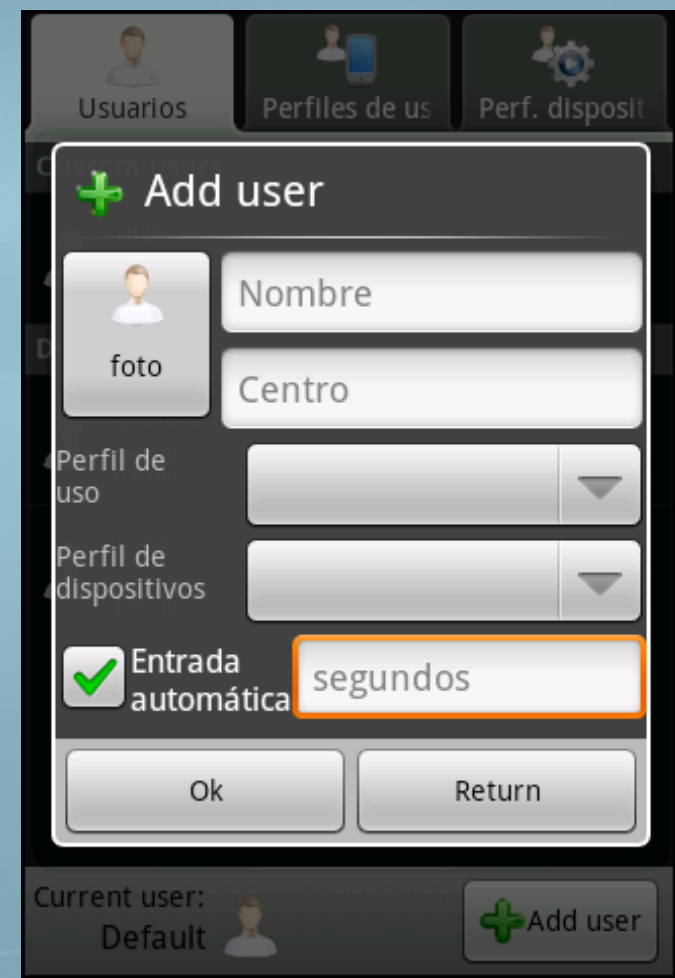 Usuarios
Perfiles de us
Perf. disposit
Add user
foto
Nombre
Centro
Perfil de
uso
Perfil de
dispositivos
Entrada
automática
segundos
Ok
Return
Current user:
Default
Add user